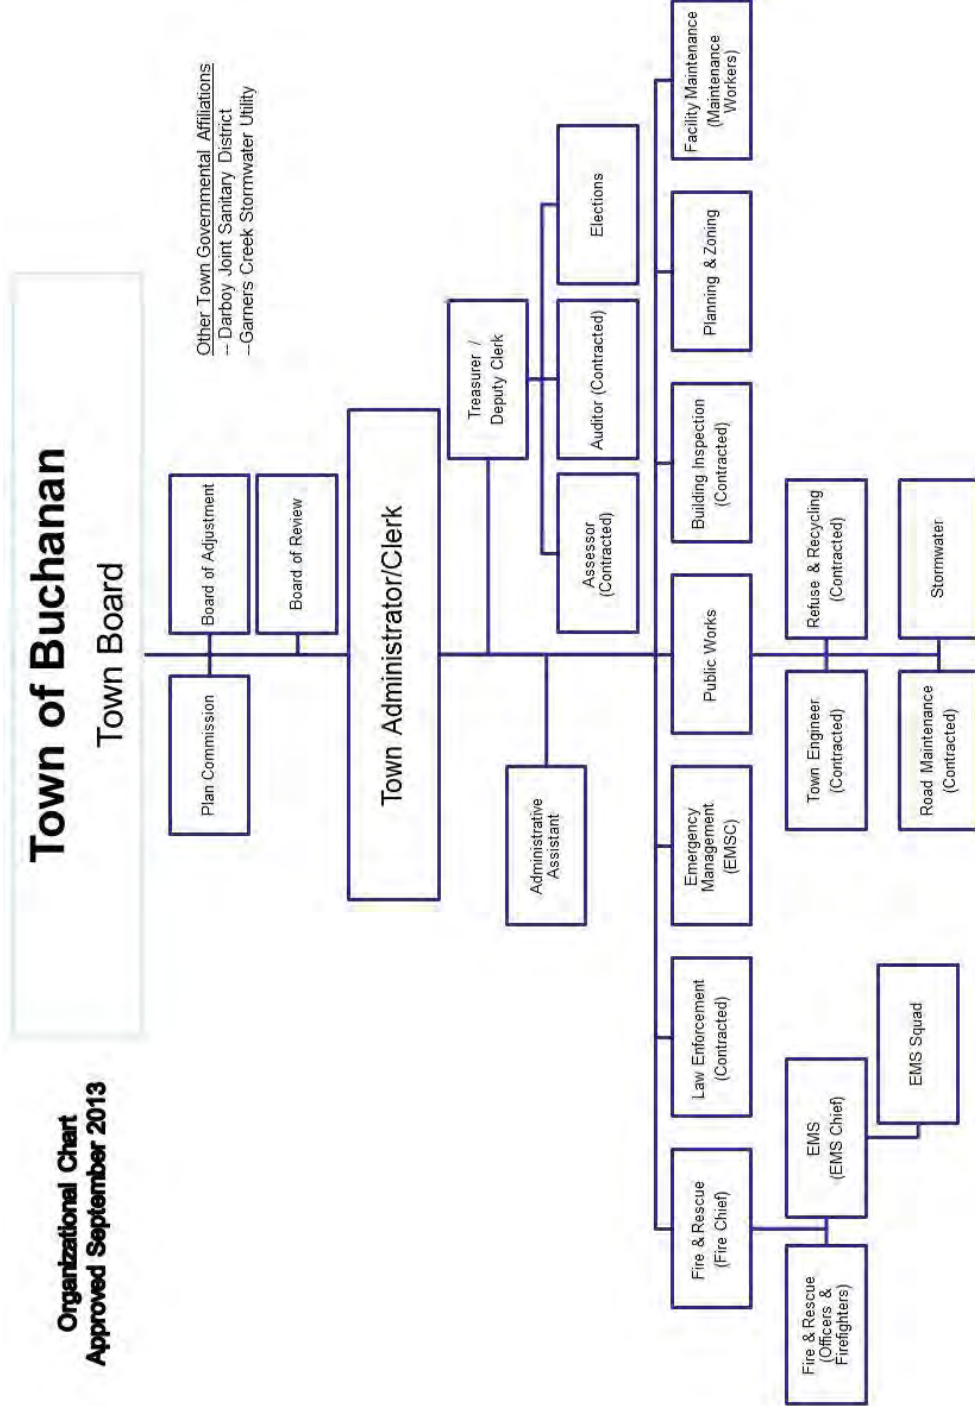 Organizational Chart
Approved September 2013
Town of Buchanan
Town Board
Other Town Governmental Affiliations
-- Darboy Joint Sanitary District
--Garners Creek Stormwater Utility
Plan Commission
Board of Adjustment
Board of Review
Town Administrator/Clerk
Treasurer /
Deputy Clerk
Administrative
Assistant
Assessor
(Contracted)
Auditor (Contracted)
Elections
Fire & Rescue
(Fire Chief)
Law Enforcement
(Contracted)
Emergency
Management
(EMSC)
Public Works
Building Inspection
(Contracted)
Planning & Zoning
Facility Maintenance
(Maintenance
Workers)
Fire & Rescue
(Officers &
Firefighters)
EMS
(EMS Chief)
EMS Squad
Town Engineer
(Contracted)
Refuse & Recycling
(Contracted)
Road Maintenance
(Contracted)
Stormwater